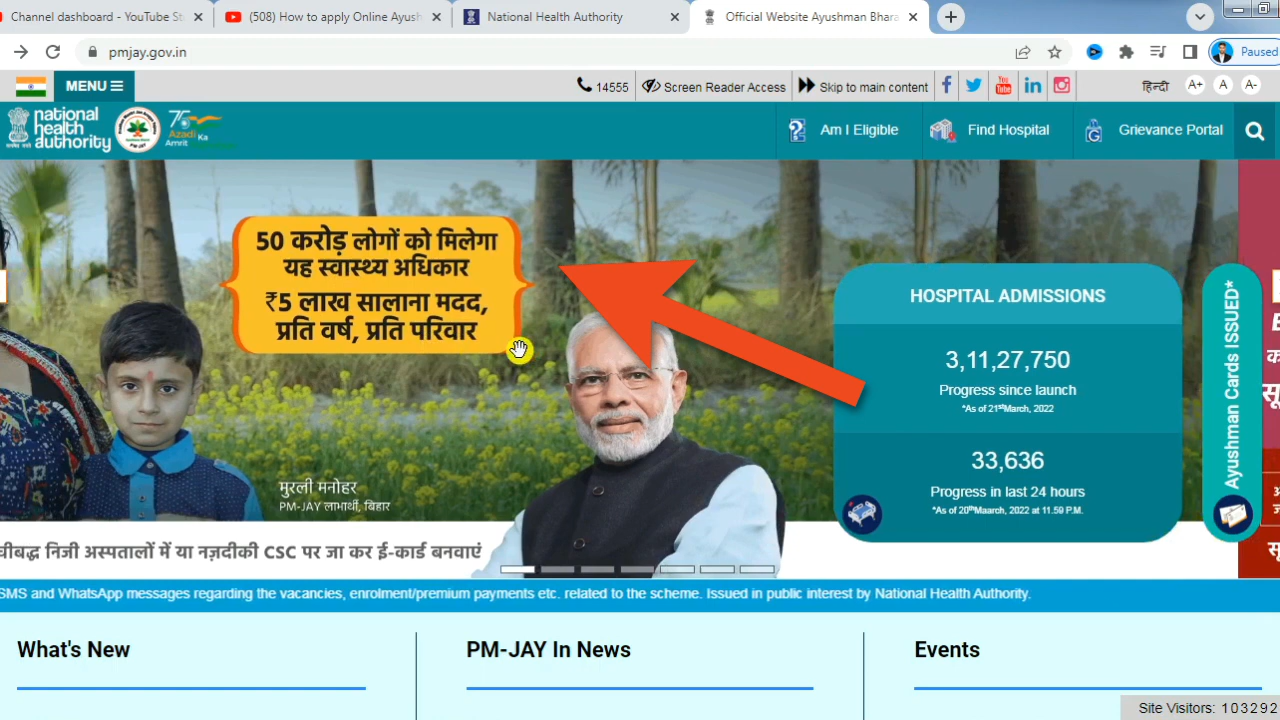 Channel dashboard - YouTube St
(508) How to apply Online Ayush
National Health Authority
Official Website Ayushman Bhara
pmjay.gov.in
Paused
MENU
14555
Screen Reader Access
Skip to main content
हिन्दी
A+
A
A-
national
health
authority
PM-JAY
75
Azadi Ka
Amrit
Am I Eligible
Find Hospital
Grievance Portal
50 करोड़ लोगों को मिलेगा
यह स्वास्थ्य अधिकार
₹5 लाख सालाना मदद,
प्रति वर्ष, प्रति परिवार
मुरली मनोहर
PM-JAY लाभार्थी, बिहार
HOSPITAL ADMISSIONS
3,11,27,750
Progress since launch
*As of 21stMarch, 2022
33,636
Progress in last 24 hours
*As of 20thMaarch, 2022 at 11.59 P.M.
Ayushman Cards ISSUED*
चीबद्ध निजी अस्पतालों में या नज़दीकी CSC पर जा कर ई-कार्ड बनवाएं
SMS and WhatsApp messages regarding the vacancies, enrolment/premium payments etc. related to the scheme. Issued in public interest by National Health Authority.
What's New
PM-JAY In News
Events
Site Visitors: 103292